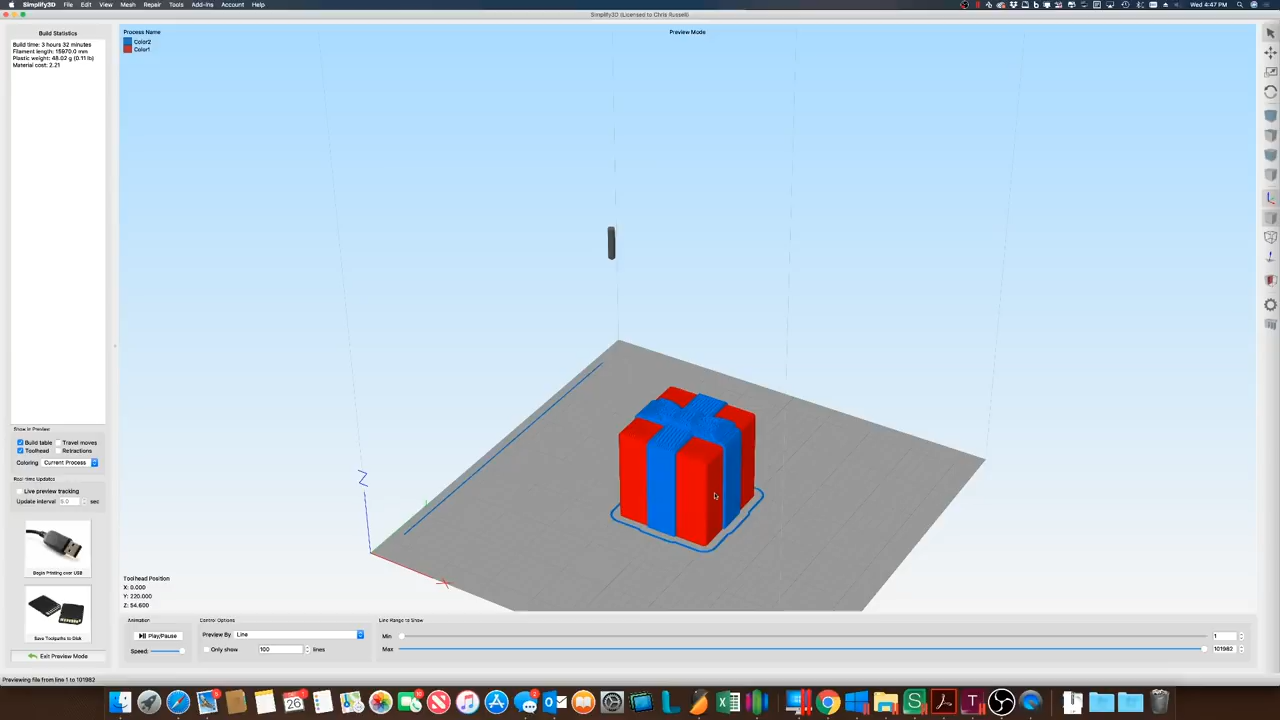 Simplify3D File Edit View Mesh Repair Tools Add-Ins Account Help
Wed 4:47 PM
Simplify3D (Licensed to Chris Russell)
Build Statistics
Build time: 3 hours 32 minutes
Filament length: 15970.0 mm
Plastic weight: 48.02 g (0.11 lb)
Material cost: 2.21
Process Name
Color2
Color1
Preview Mode
Z
Show in Preview
Build table Travel moves
Toolhead Retractions
Coloring Current Process
Real-time Updates
Live preview tracking
Update interval 5.0 sec
Begin Printing over USB
Save Toolpaths to Disk
Exit Preview Mode
Toolhead Position
X: 0.000
Y: 220.000
Z: 54.600
Animation
Play/Pause
Speed:
Control Options
Preview By Line
Only show 100 lines
Line Range to Show
Min 1
Max 101982
Previewing file from line 1 to 101982
26